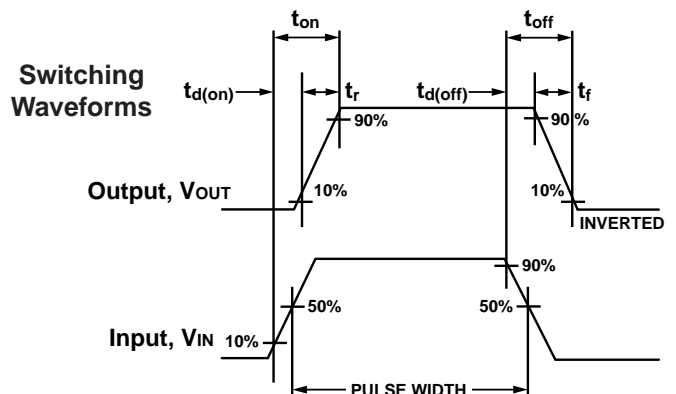 ton
toff
Switching
Waveforms
td(on)
tr
td(off)
tf
90%
90 %
Output, VOUT
10%
10%
INVERTED
90%
50%
50%
Input, VIN
10%
PULSE WIDTH